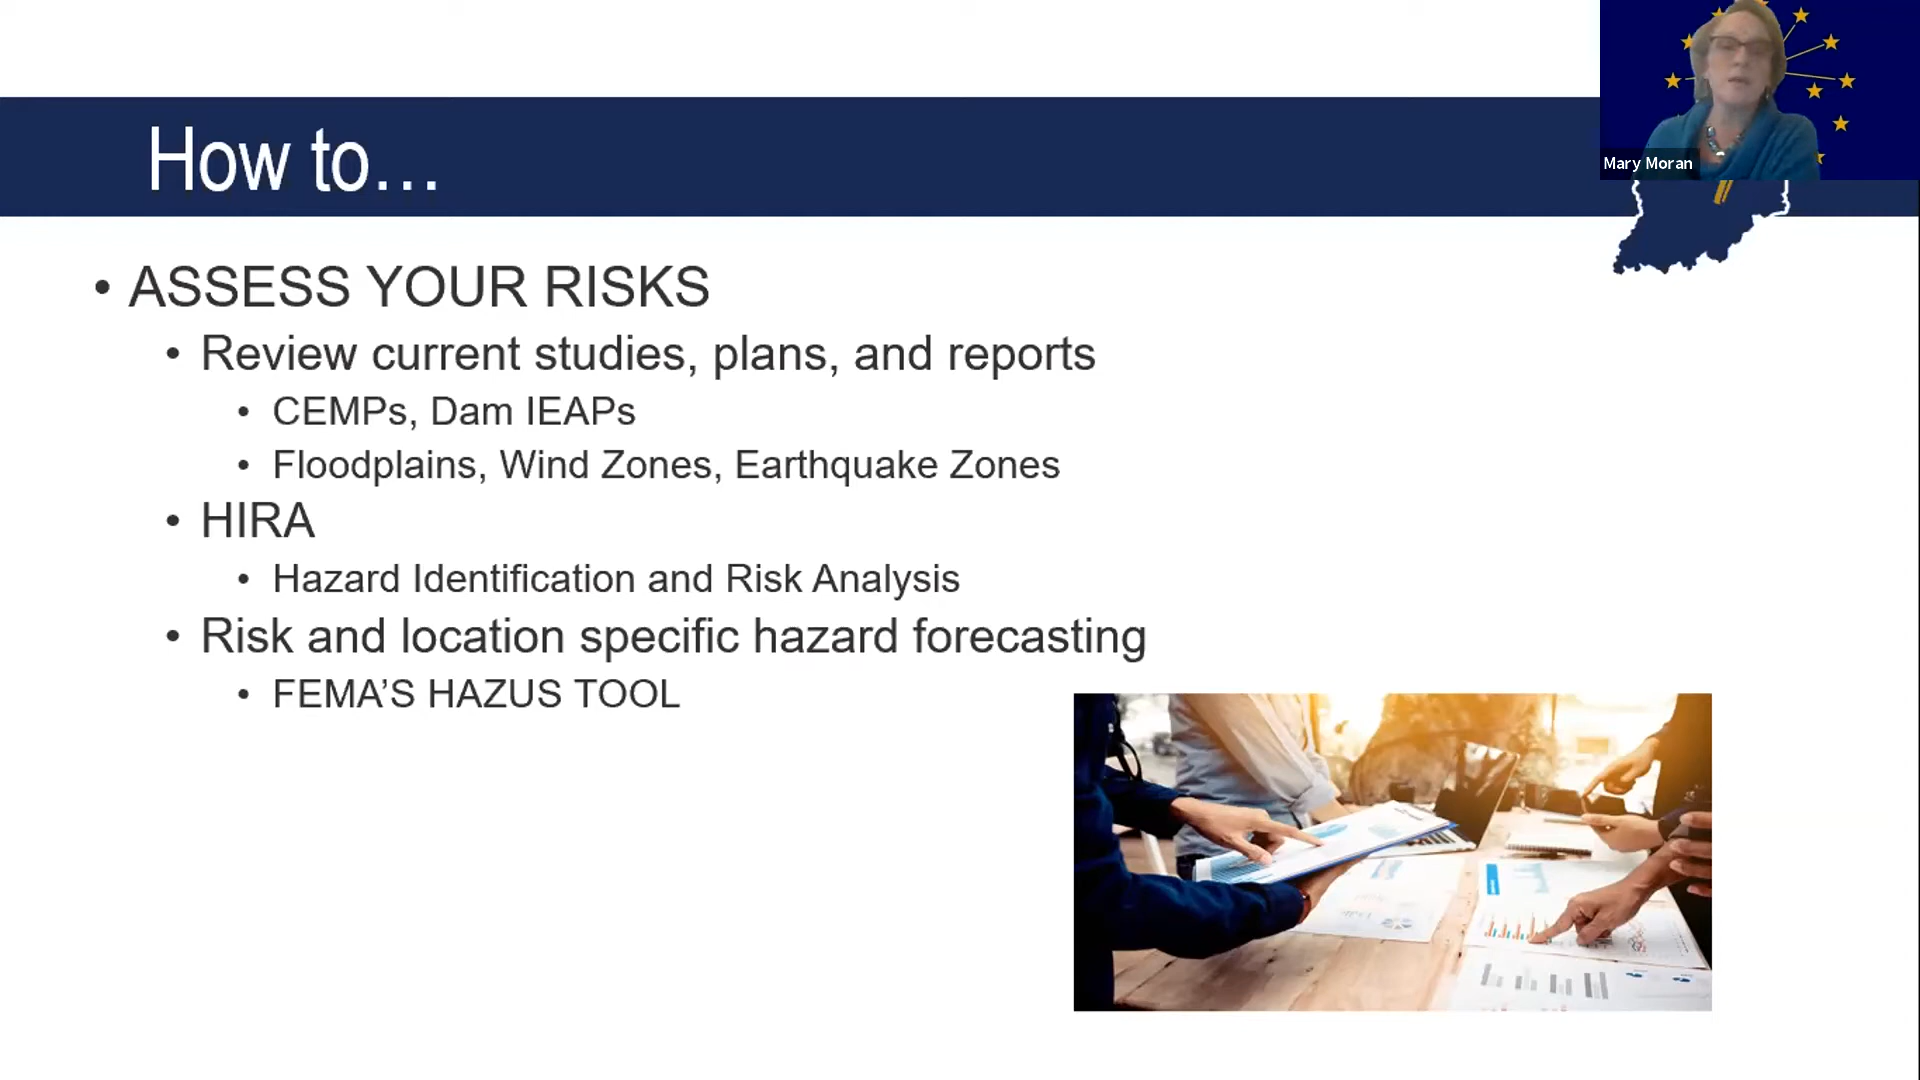 How to…
Mary Moran
• ASSESS YOUR RISKS
• Review current studies, plans, and reports
• CEMPs, Dam IEAPs
• Floodplains, Wind Zones, Earthquake Zones
• HIRA
• Hazard Identification and Risk Analysis
• Risk and location specific hazard forecasting
• FEMA’S HAZUS TOOL